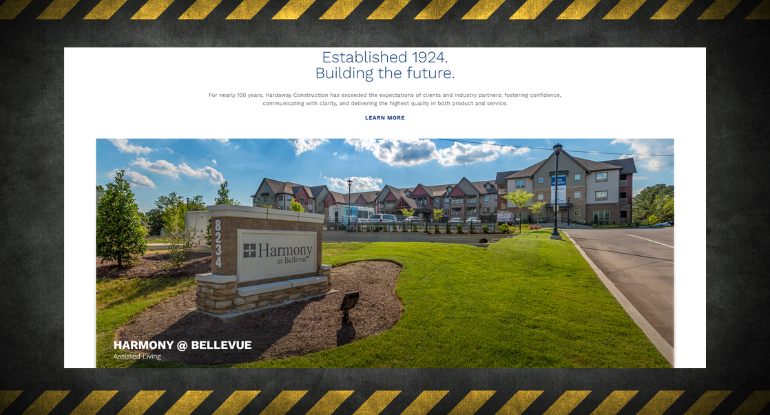 Established 1924.
Building the future.
For nearly 100 years, Hardaway Construction has exceeded the expectations of clients and industry partners: fostering confidence,
communicating with clarity, and delivering the highest quality in both product and service.
LEARN MORE
8234
Harmony
at Bellevue
HARMONY @ BELLEVUE
Assisted Living